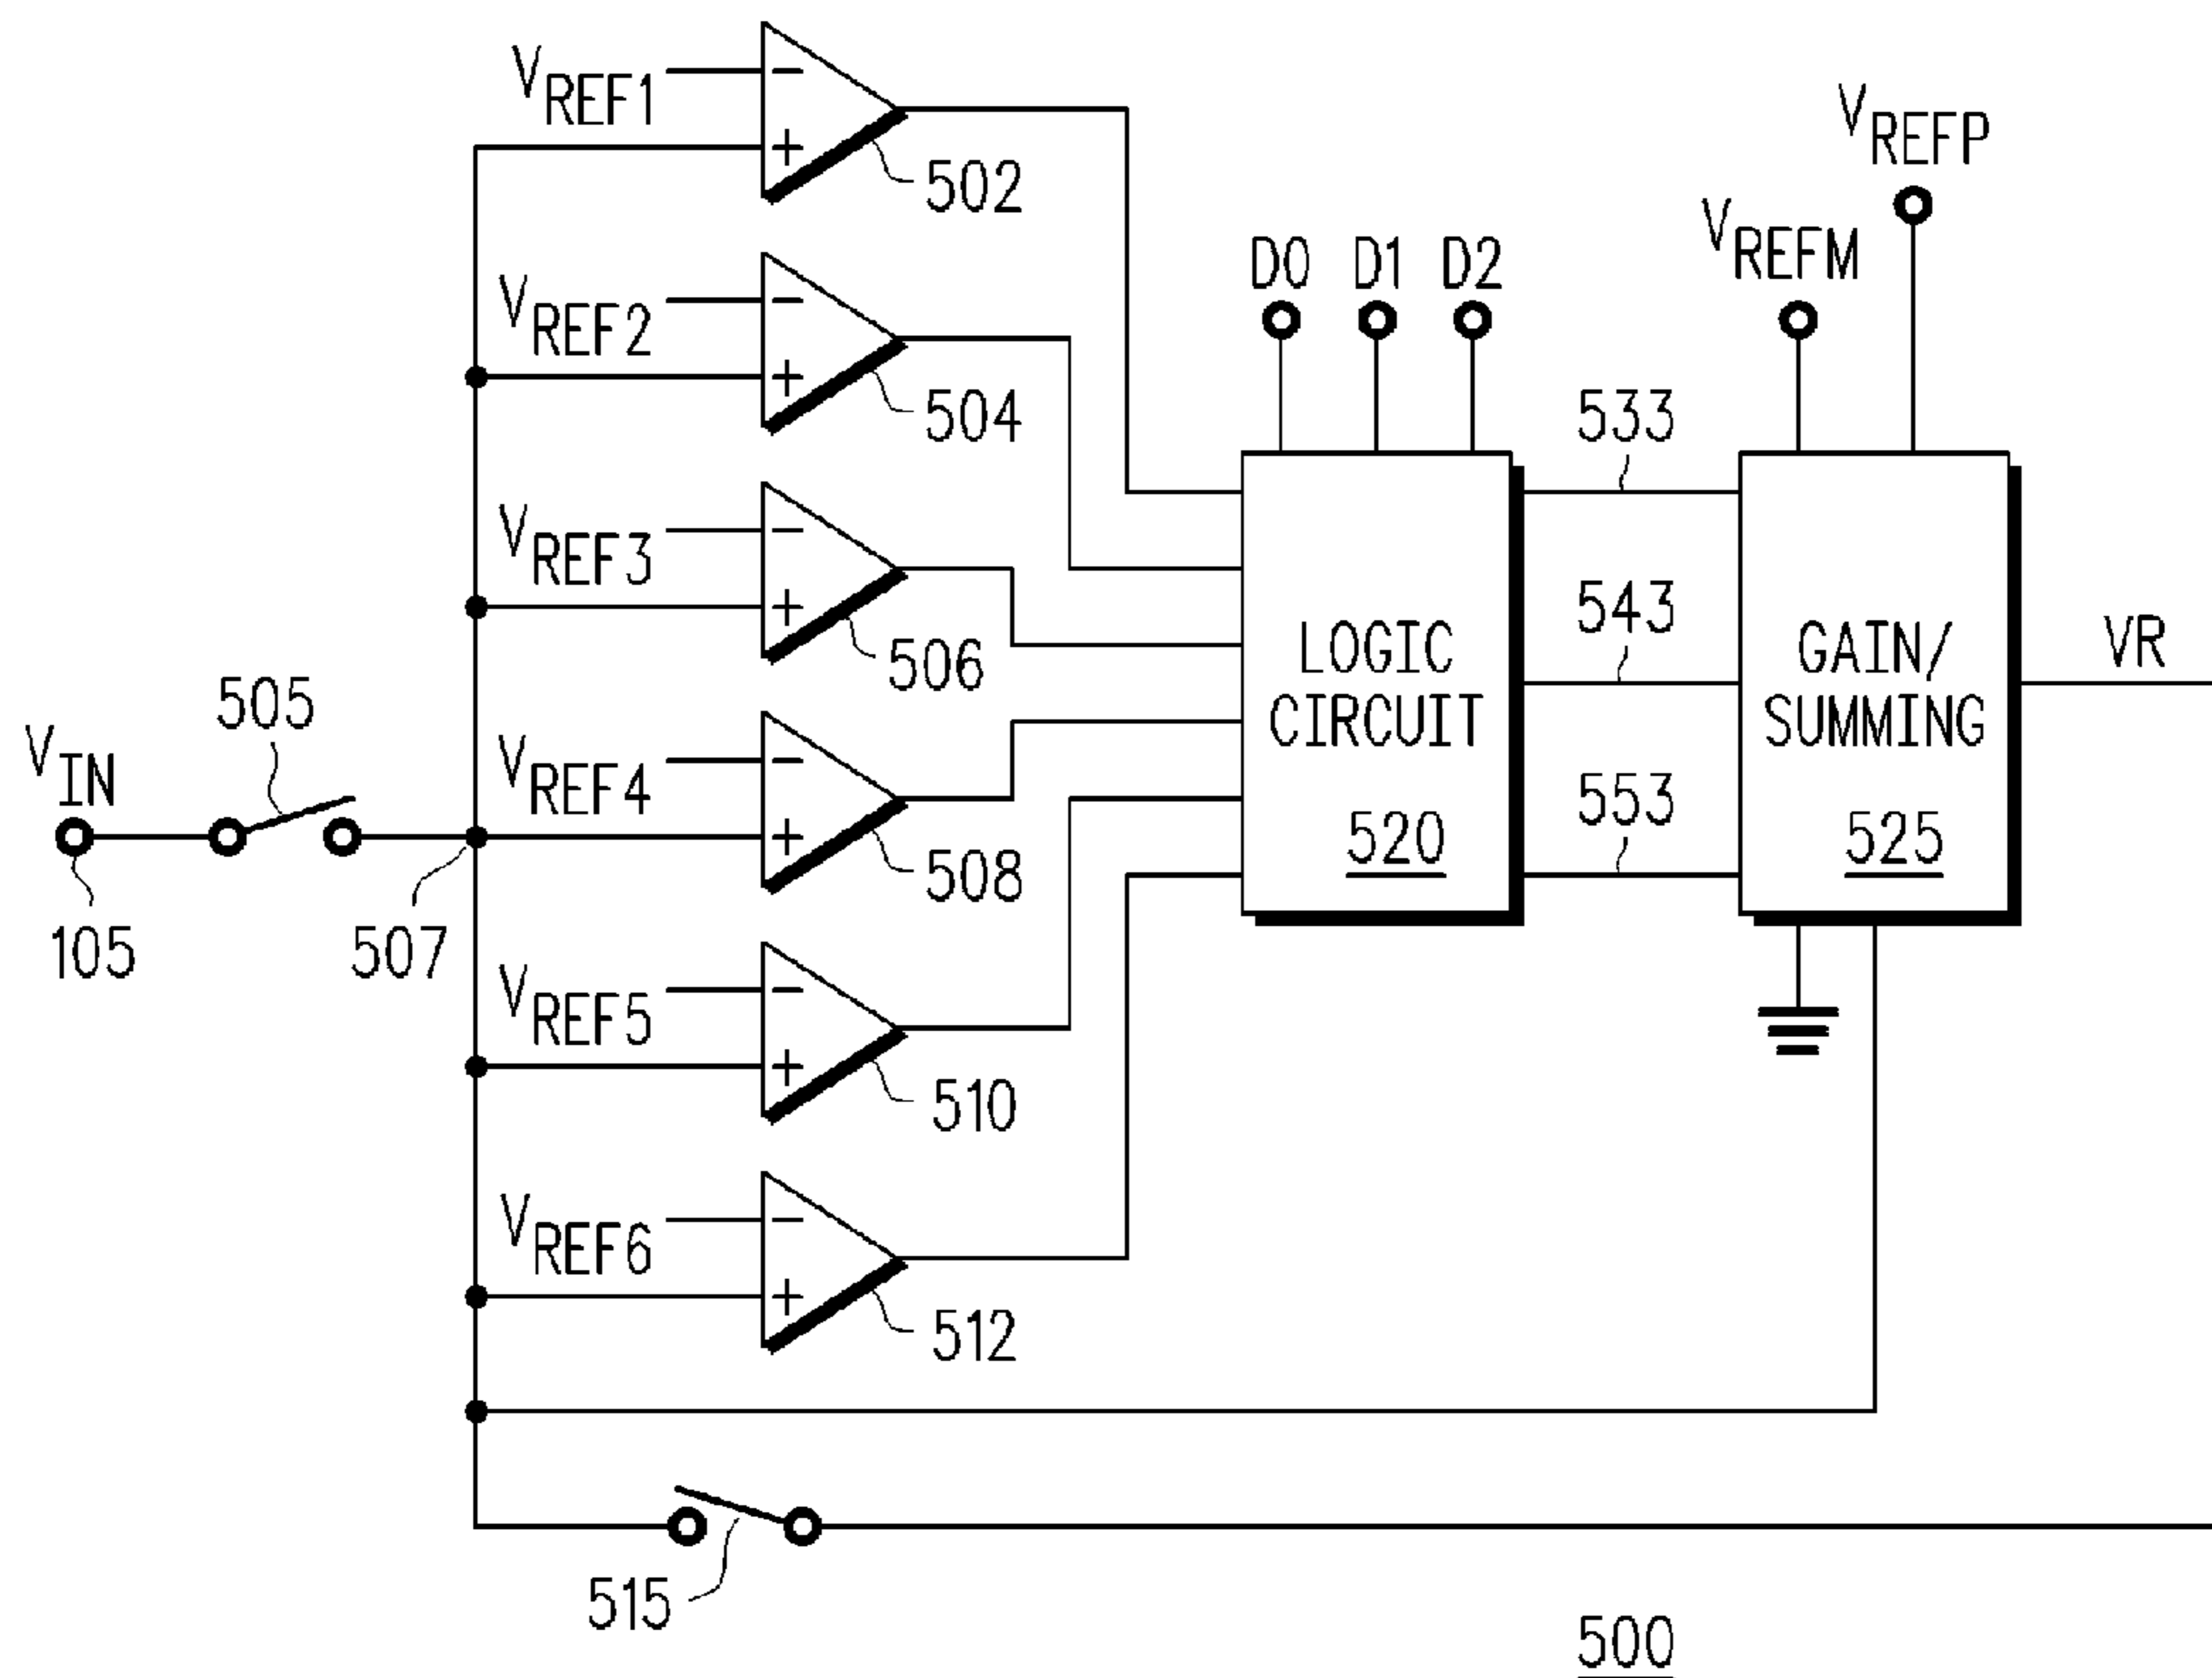 VREF1
502
VREFP
VREFM
D0 D1 D2
VREF2
504
533
VREF3
506
543
LOGIC
CIRCUIT
520
GAIN/
SUMMING
525
VR
505
VIN
105
507
VREF4
508
553
VREF5
510
VREF6
512
515
500